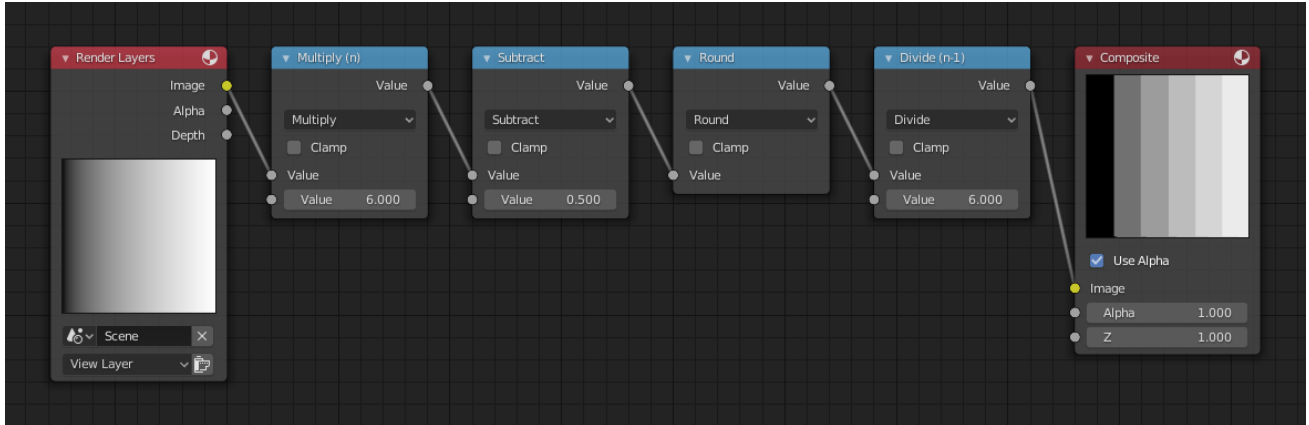 Render Layers
Image
Alpha
Depth
Scene
View Layer
Multiply (n)
Value
Multiply
Clamp
Value
Value 6.000
Subtract
Value
Subtract
Clamp
Value
Value 0.500
Round
Value
Round
Clamp
Value
Divide (n-1)
Value
Divide
Clamp
Value
Value 6.000
Composite
Use Alpha
Image
Alpha 1.000
Z 1.000